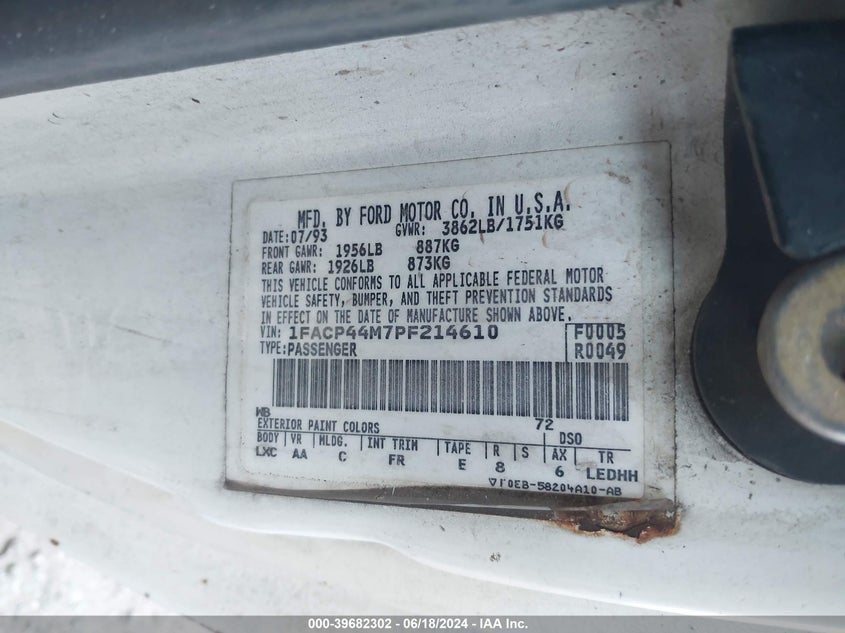 MFD. BY FORD MOTOR CO. IN U.S.A.
DATE: 07/93 GVWR: 3862LB/1751KG
FRONT GAWR: 1956LB 887KG
REAR GAWR: 1926LB 873KG
THIS VEHICLE CONFORMS TO ALL APPLICABLE FEDERAL MOTOR
VEHICLE SAFETY, BUMPER, AND THEFT PREVENTION STANDARDS
IN EFFECT ON THE DATE OF MANUFACTURE SHOWN ABOVE.
VIN: 1FACP44M7PF214610 F0005
TYPE: PASSENGER R0049
WB 72
EXTERIOR PAINT COLORS DSO
BODY VR MLDG. INT TRIM TAPE R S AX TR
LXC AA C FR E 8 6 LEDHH
▽F0EB-58204A10-AB
000-39682302 - 06/18/2024 - IAA Inc.